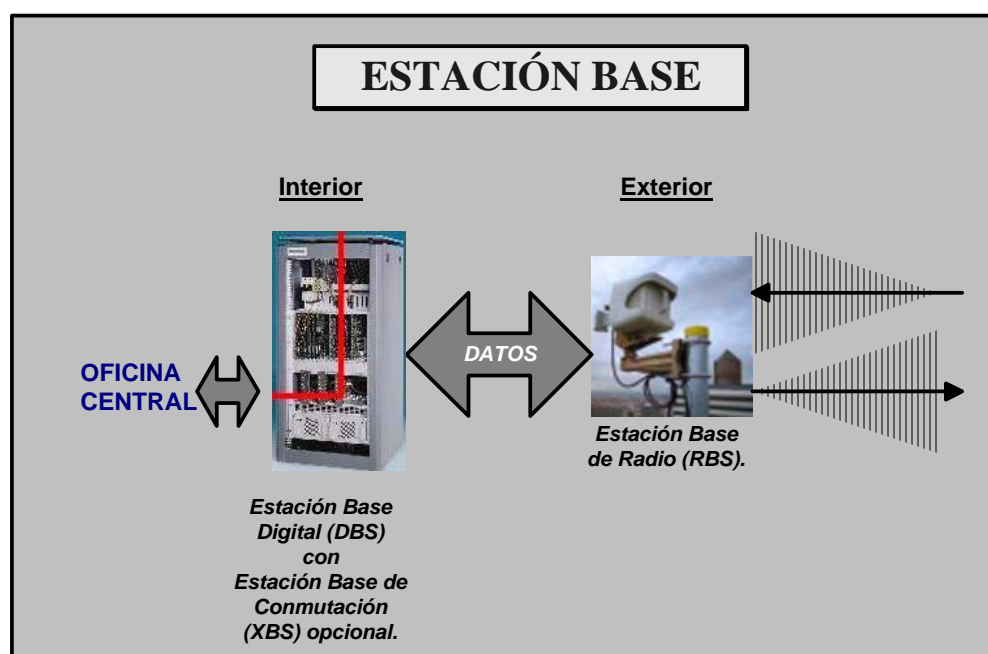 ESTACIÓN BASE
Interior
Exterior
OFICINA
CENTRAL
DATOS
Estación Base
de Radio (RBS).
Estación Base
Digital (DBS)
con
Estación Base de
Conmutación
(XBS) opcional.